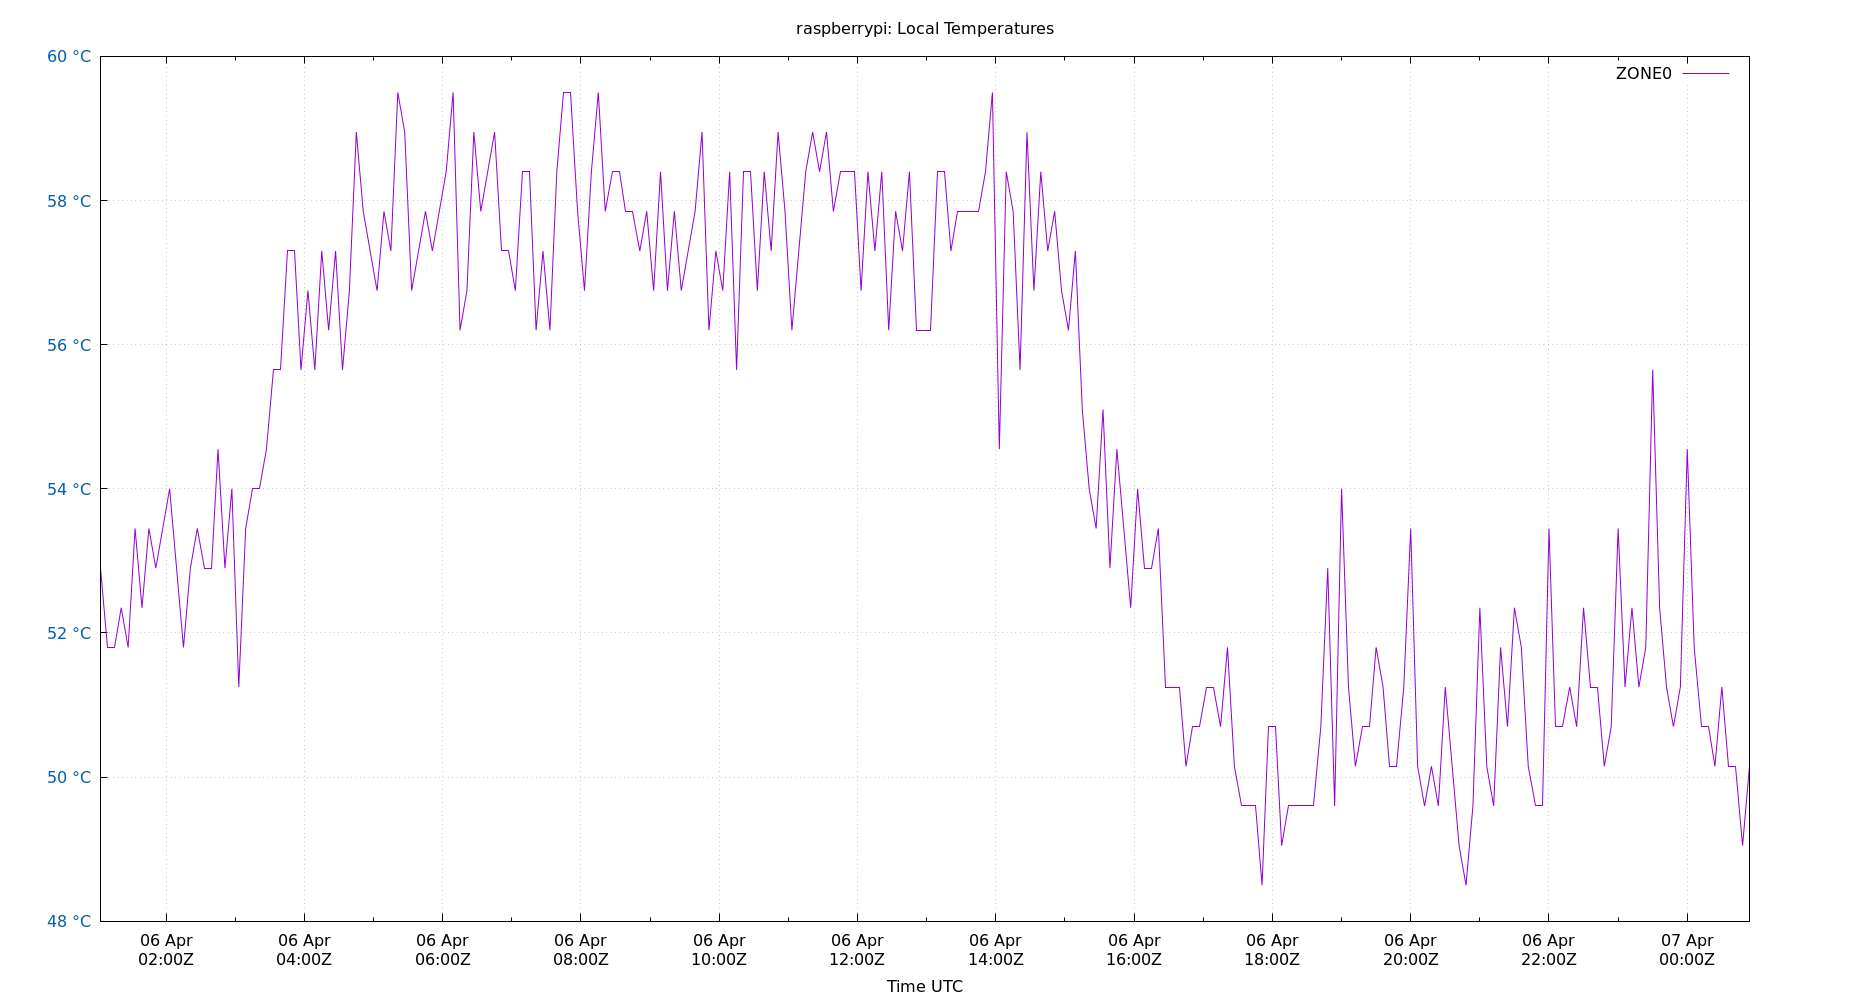 raspberrypi: Local Temperatures
60 °C
ZONE0
58 °C
56 °C
54 °C
52 °C
50 °C
48 °C
06 Apr 06 Apr 06 Apr 06 Apr 06 Apr 06 Apr 06 Apr 06 Apr 06 Apr 06 Apr 06 Apr 07 Apr
02:00Z 04:00Z 06:00Z 08:00Z 10:00Z 12:00Z 14:00Z 16:00Z 18:00Z 20:00Z 22:00Z 00:00Z
Time UTC